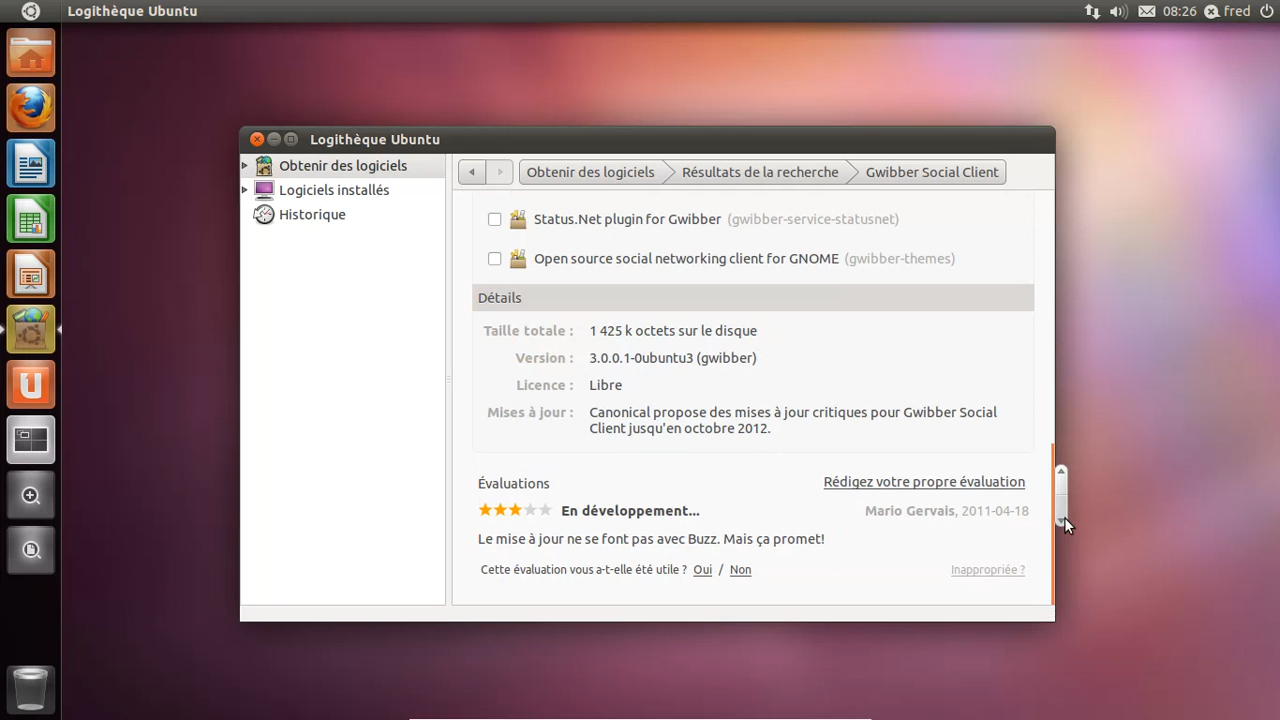 Logithèque Ubuntu
08:26 fred
Logithèque Ubuntu
Obtenir des logiciels
Logiciels installés
Historique
Obtenir des logiciels Résultats de la recherche Gwibber Social Client
Status.Net plugin for Gwibber (gwibber-service-statusnet)
Open source social networking client for GNOME (gwibber-themes)
Détails
Taille totale : 1 425 k octets sur le disque
Version : 3.0.0.1-0ubuntu3 (gwibber)
Licence : Libre
Mises à jour : Canonical propose des mises à jour critiques pour Gwibber Social
Client jusqu'en octobre 2012.
Évaluations Rédigez votre propre évaluation
En développement... Mario Gervais, 2011-04-18
Le mise à jour ne se font pas avec Buzz. Mais ça promet!
Cette évaluation vous a-t-elle été utile ? Oui / Non Inappropriée ?